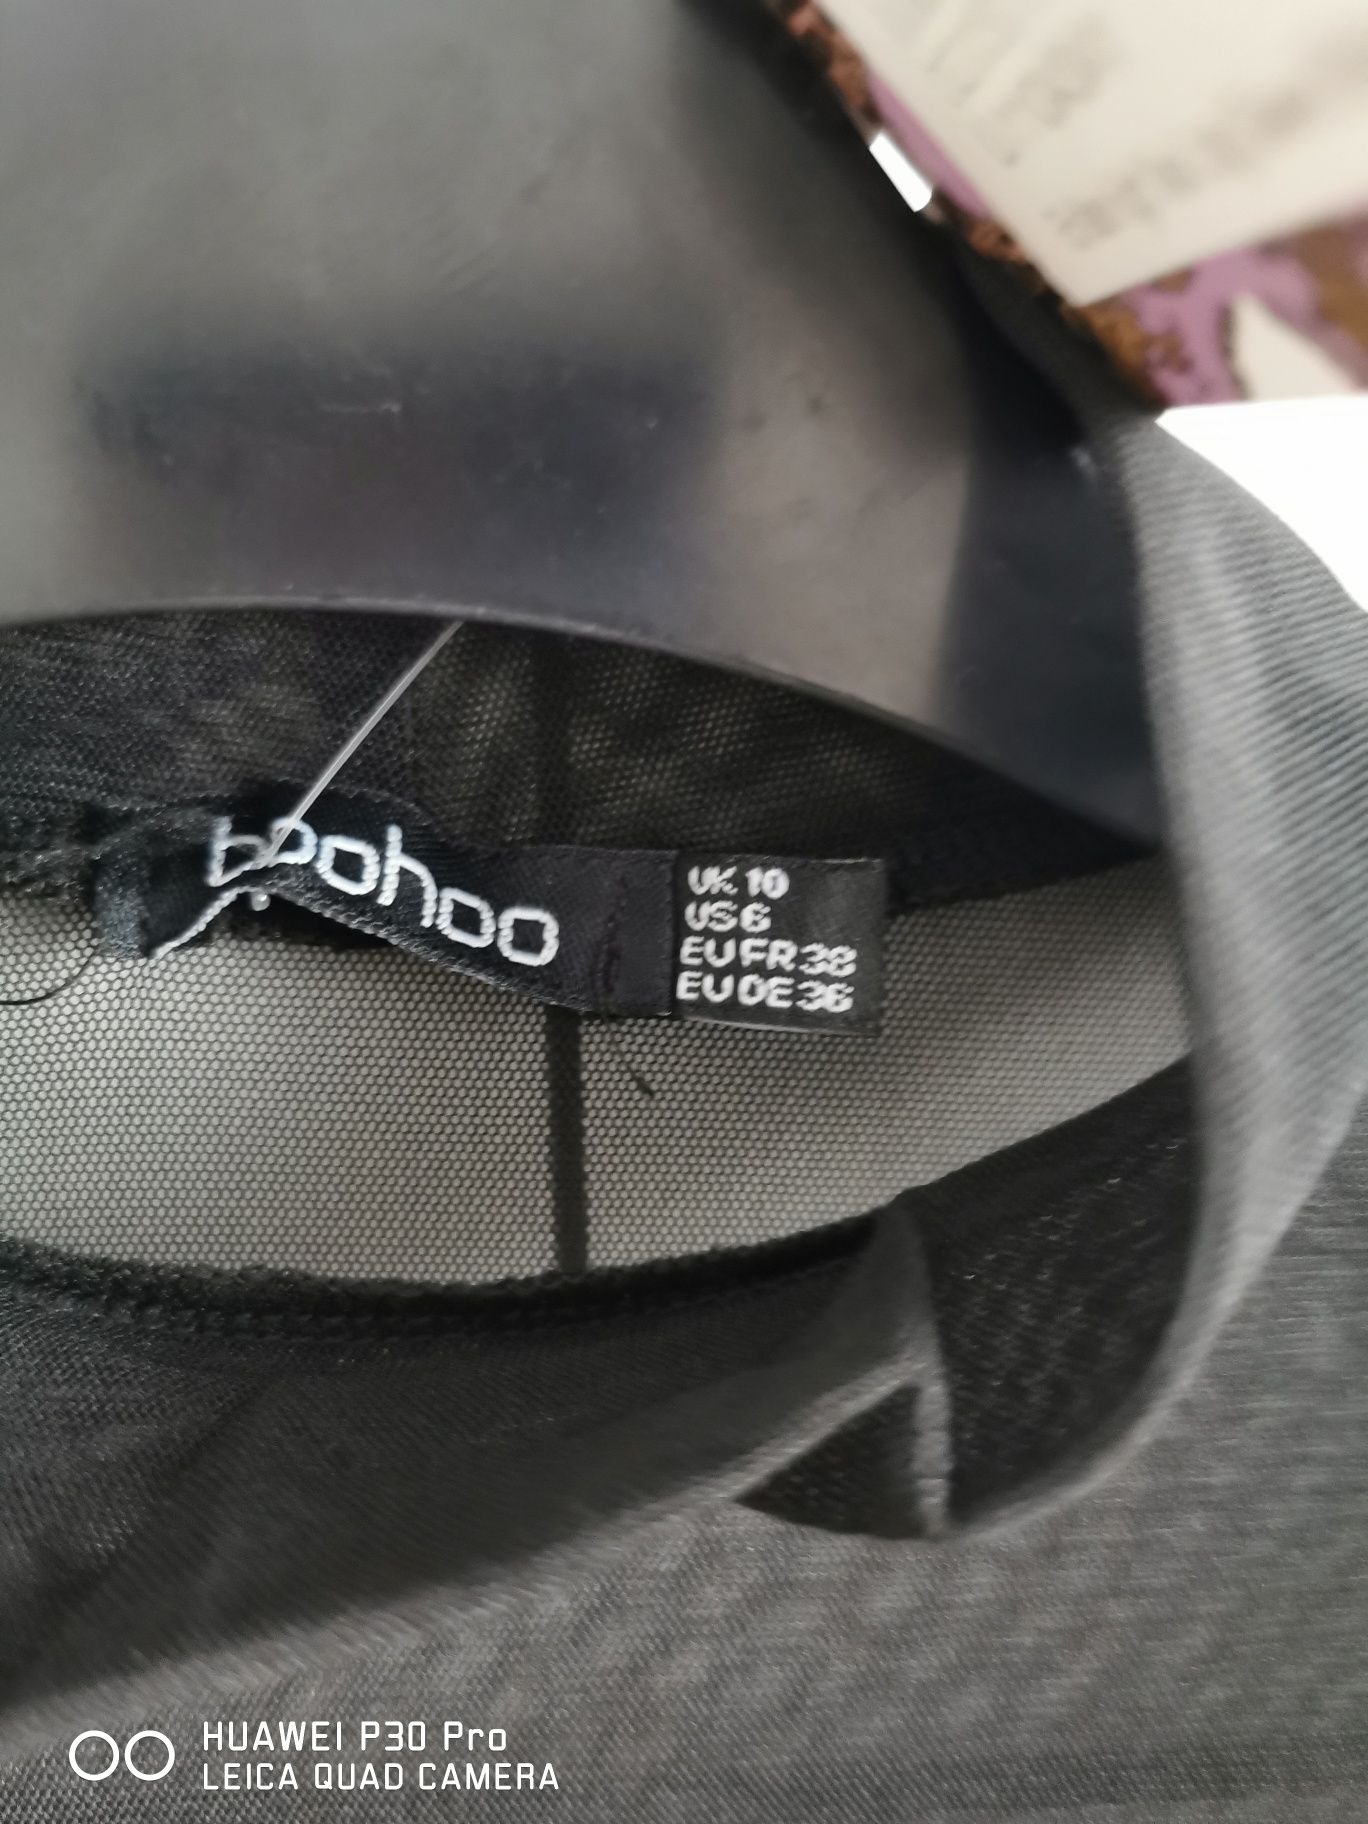 boohoo
UK 10
US 6
EU FR 38
EU DE 36
HUAWEI P30 Pro
LEICA QUAD CAMERA